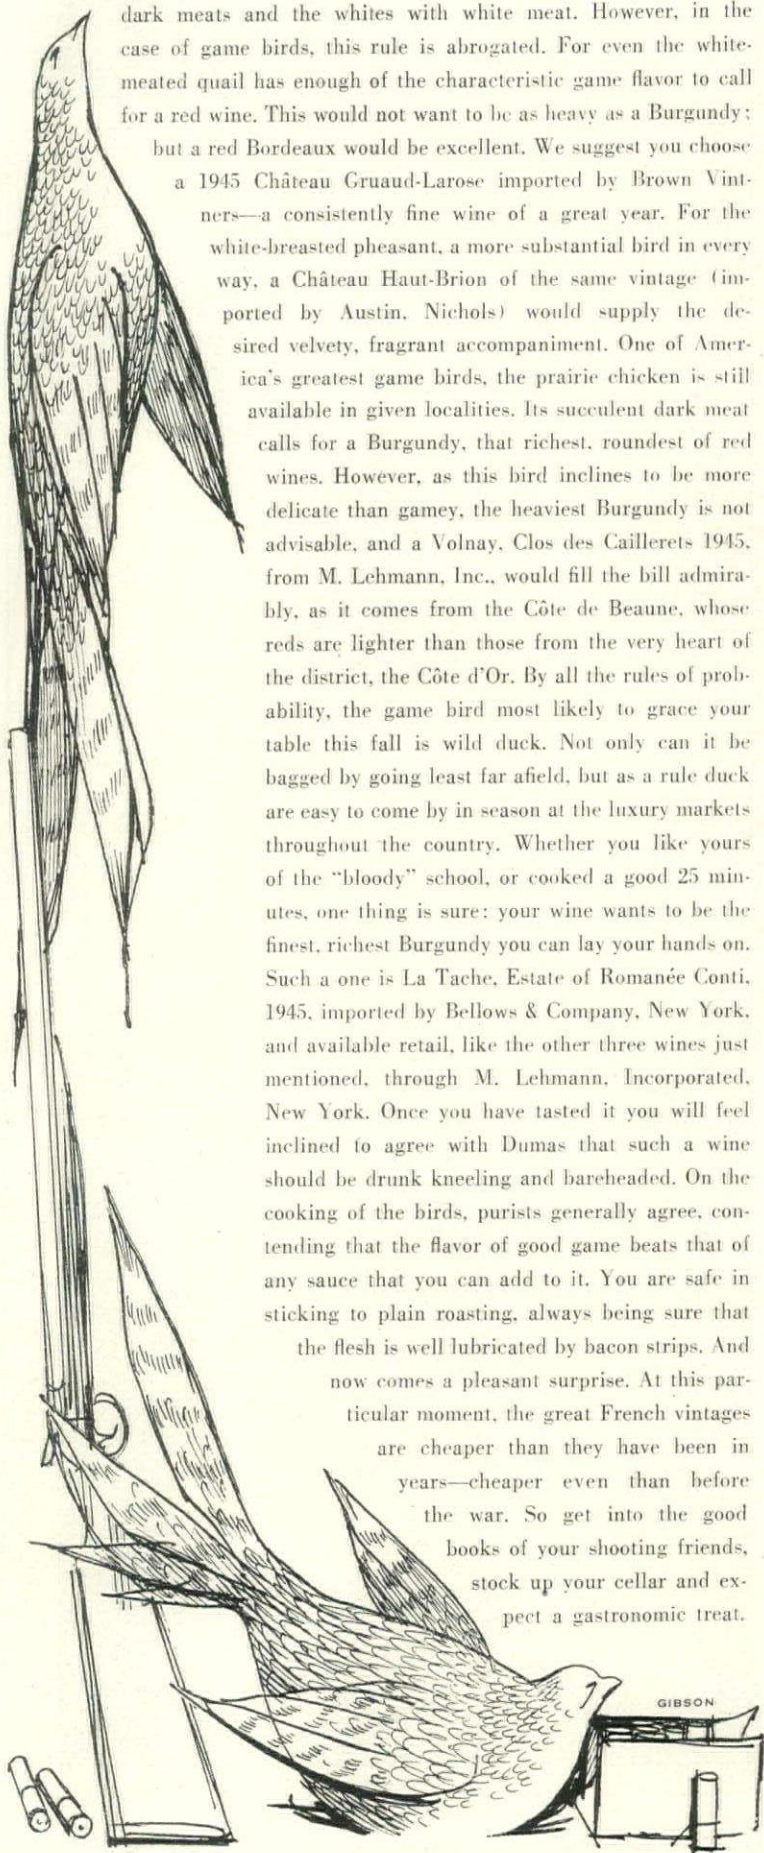 dark meats and the whites with white meat. However, in the
case of game birds, this rule is abrogated. For even the white-
meated quail has enough of the characteristic game flavor to call
for a red wine. This would not want to be as heavy as a Burgundy;
but a red Bordeaux would be excellent. We suggest you choose
a 1945 Château Gruaud-Larose imported by Brown Vint-
ners—a consistently fine wine of a great year. For the
white-breasted pheasant, a more substantial bird in every
way, a Château Haut-Brion of the same vintage (im-
ported by Austin, Nichols) would supply the de-
sired velvety, fragrant accompaniment. One of Amer-
ica's greatest game birds, the prairie chicken is still
available in given localities. Its succulent dark meat
calls for a Burgundy, that richest, roundest of red
wines. However, as this bird inclines to be more
delicate than gamey, the heaviest Burgundy is not
advisable, and a Volnay, Clos des Caillerets 1945,
from M. Lehmann, Inc., would fill the bill admira-
bly, as it comes from the Côte de Beaune, whose
reds are lighter than those from the very heart of
the district, the Côte d'Or. By all the rules of prob-
ability, the game bird most likely to grace your
table this fall is wild duck. Not only can it be
bagged by going least far afield, but as a rule duck
are easy to come by in season at the luxury markets
throughout the country. Whether you like yours
of the "bloody" school, or cooked a good 25 min-
utes, one thing is sure: your wine wants to be the
finest, richest Burgundy you can lay your hands on.
Such a one is La Tache, Estate of Romanée Conti,
1945, imported by Bellows & Company, New York,
and available retail, like the other three wines just
mentioned, through M. Lehmann, Incorporated,
New York. Once you have tasted it you will feel
inclined to agree with Dumas that such a wine
should be drunk kneeling and bareheaded. On the
cooking of the birds, purists generally agree, con-
tending that the flavor of good game beats that of
any sauce that you can add to it. You are safe in
sticking to plain roasting, always being sure that
the flesh is well lubricated by bacon strips. And
now comes a pleasant surprise. At this par-
ticular moment, the great French vintages
are cheaper than they have been in
years—cheaper even than before
the war. So get into the good
books of your shooting friends,
stock up your cellar and ex-
pect a gastronomic treat.
GIBSON